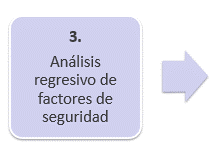 3.
Análisis
regresivo de
factores de
seguridad